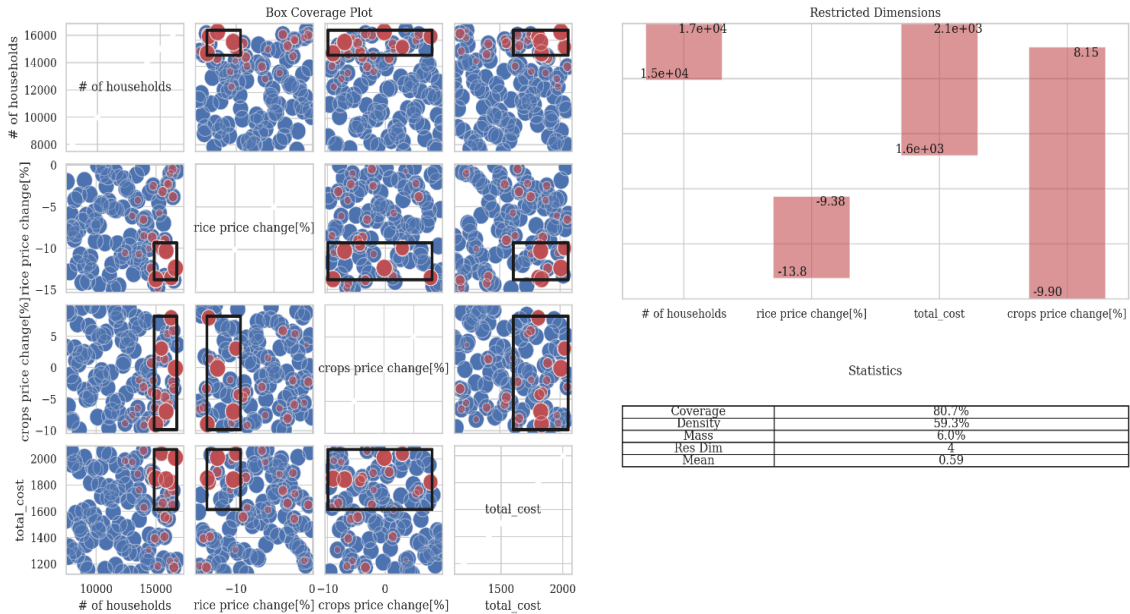 Box Coverage Plot
# of households
16000
14000
12000
10000
8000
# of households
rice price change[%]
0
−5
−10
−15
rice price change[%]
crops price change[%]
5
0
−5
−10
crops price change[%]
total_cost
2000
1800
1600
1400
1200
total_cost
10000 15000 −10 0 −10 0 1500 2000
# of households rice price change[%] crops price change[%] total_cost
Restricted Dimensions
1.7e+04 2.1e+03 8.15
1.5e+04
1.6e+03
-9.38
-13.8
-9.90
# of households rice price change[%] total_cost crops price change[%]
Statistics
Coverage 80.7%
Density 59.3%
Mass 6.0%
Res Dim 4
Mean 0.59